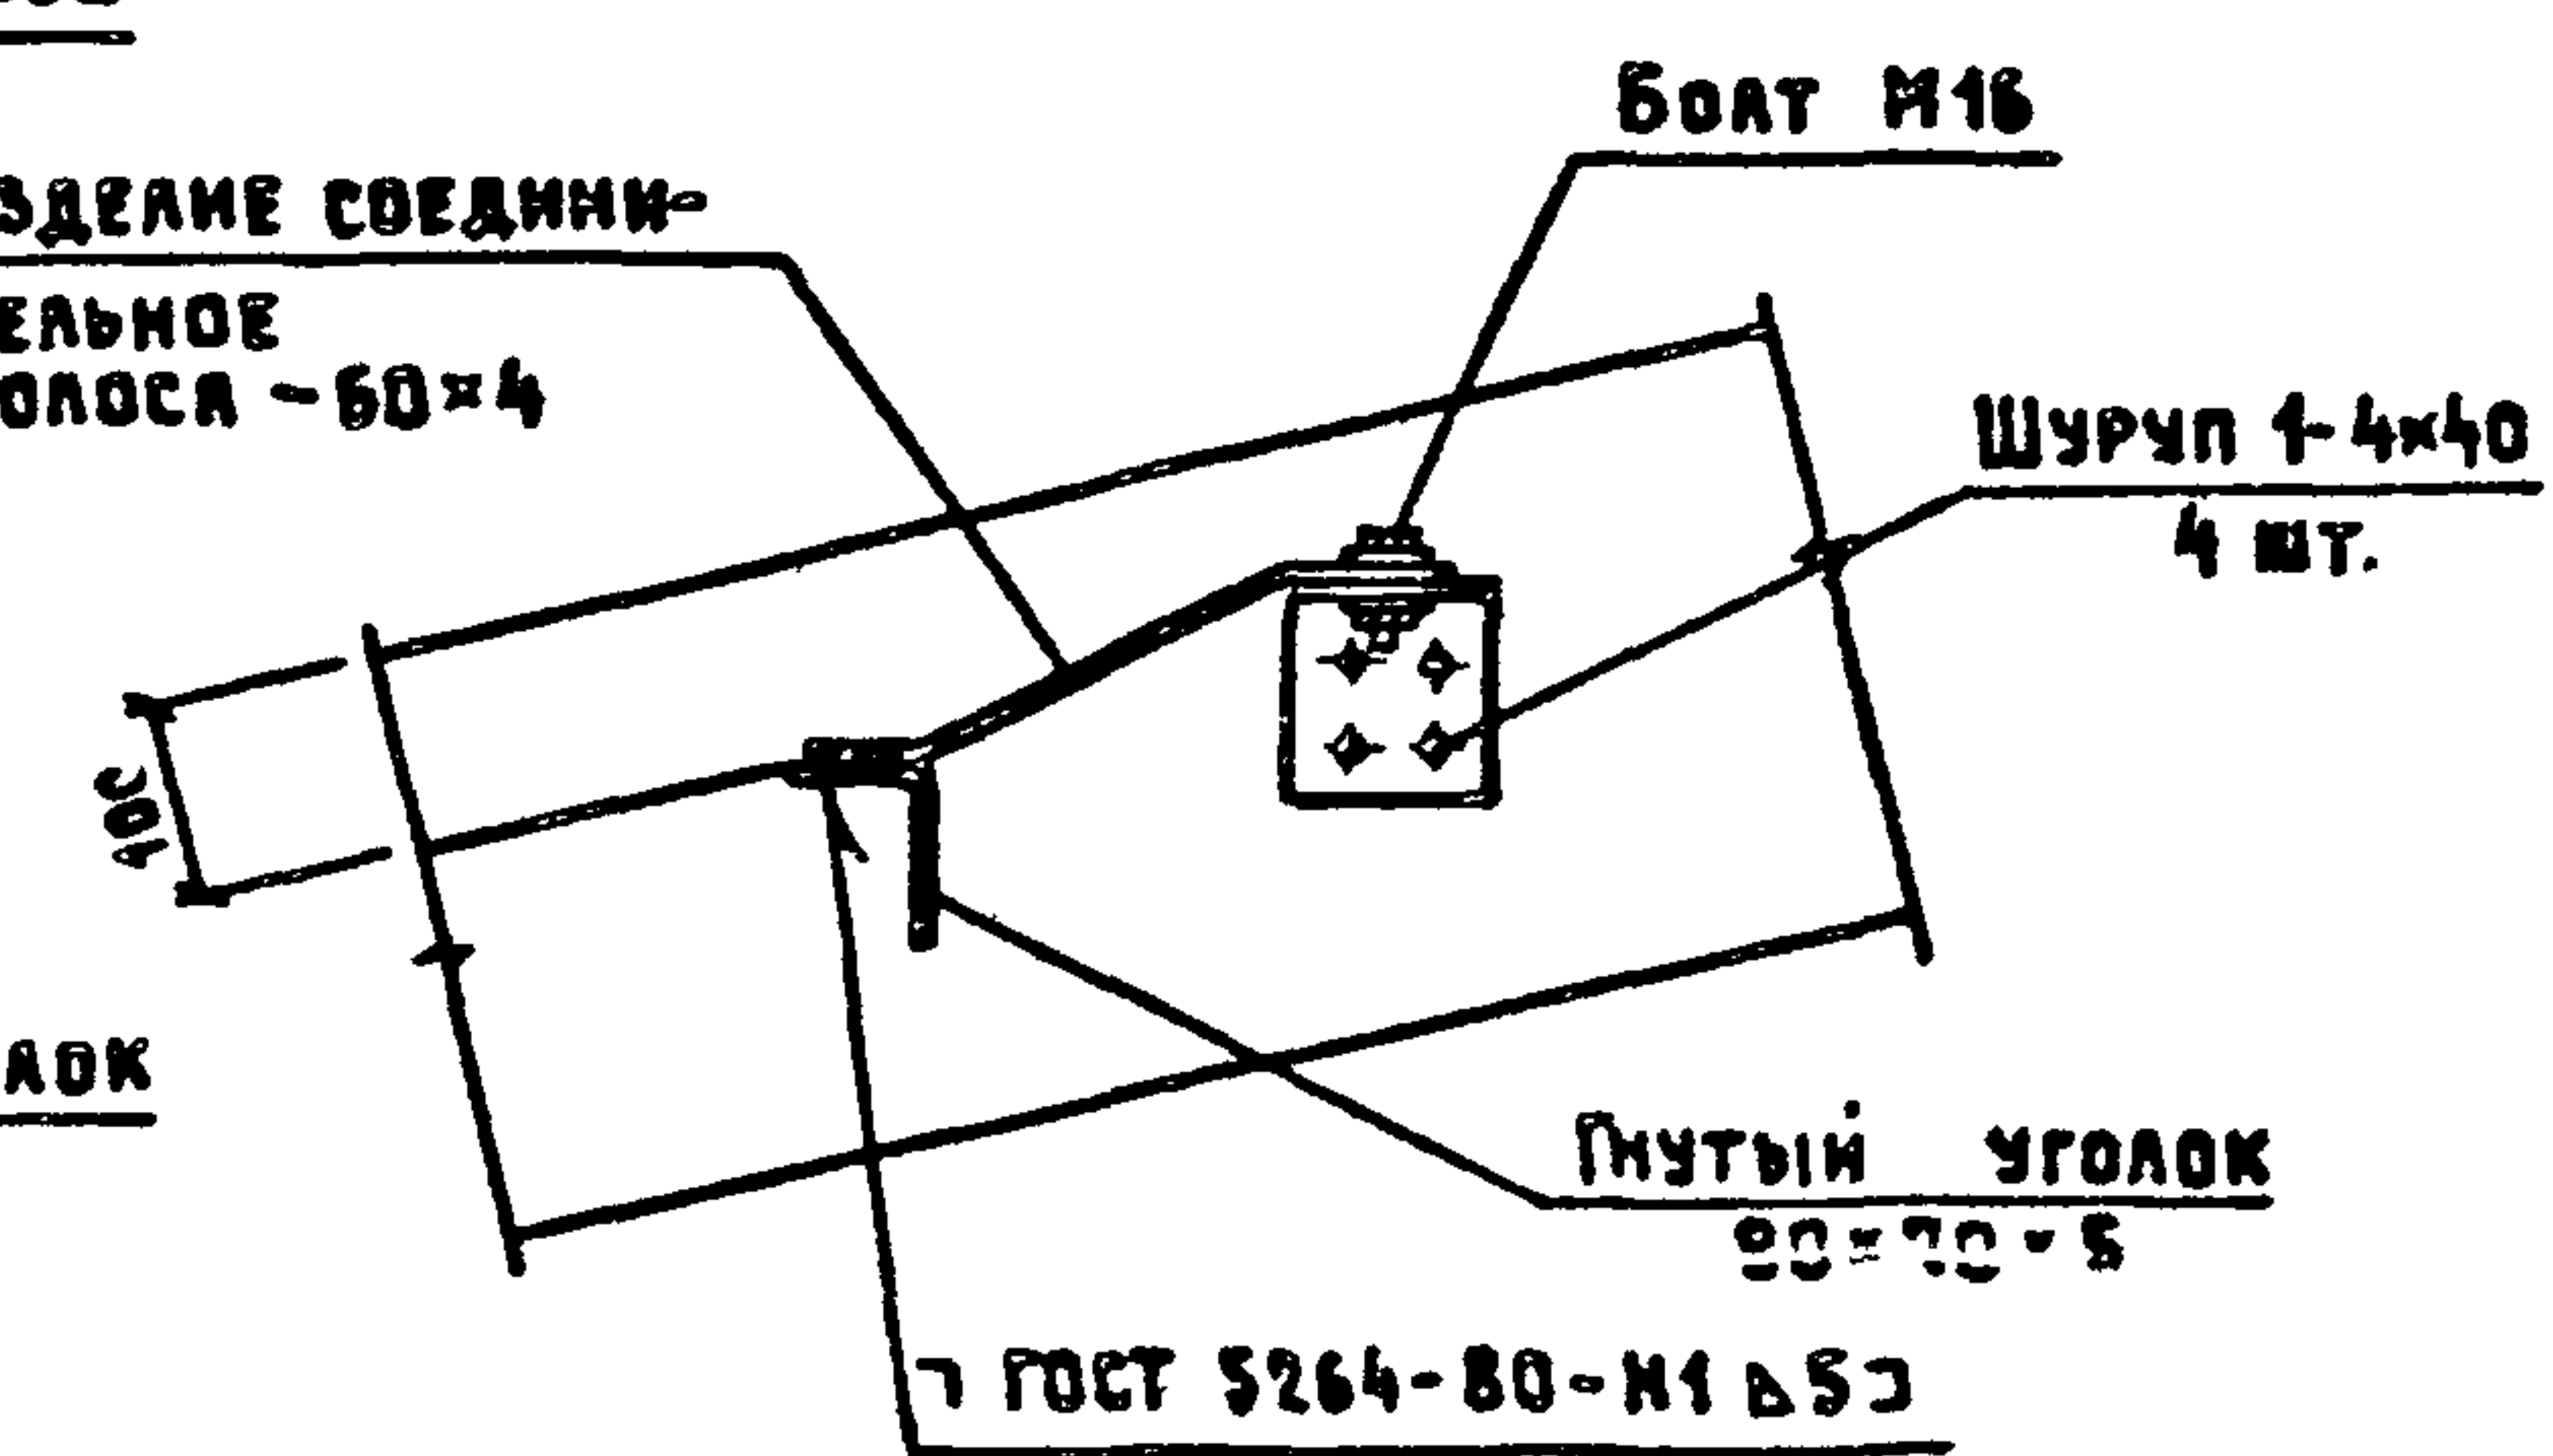 Болт М16
ЗДЕЛИЕ СОЕДИНИ-
ЕЛЬНОЕ
ОЛОСА -60×4
Шуруп 1-4×40
4 шт.
100
ЛОК
Гнутый уголок
ГОСТ 5264-80-Н1 ⊿5